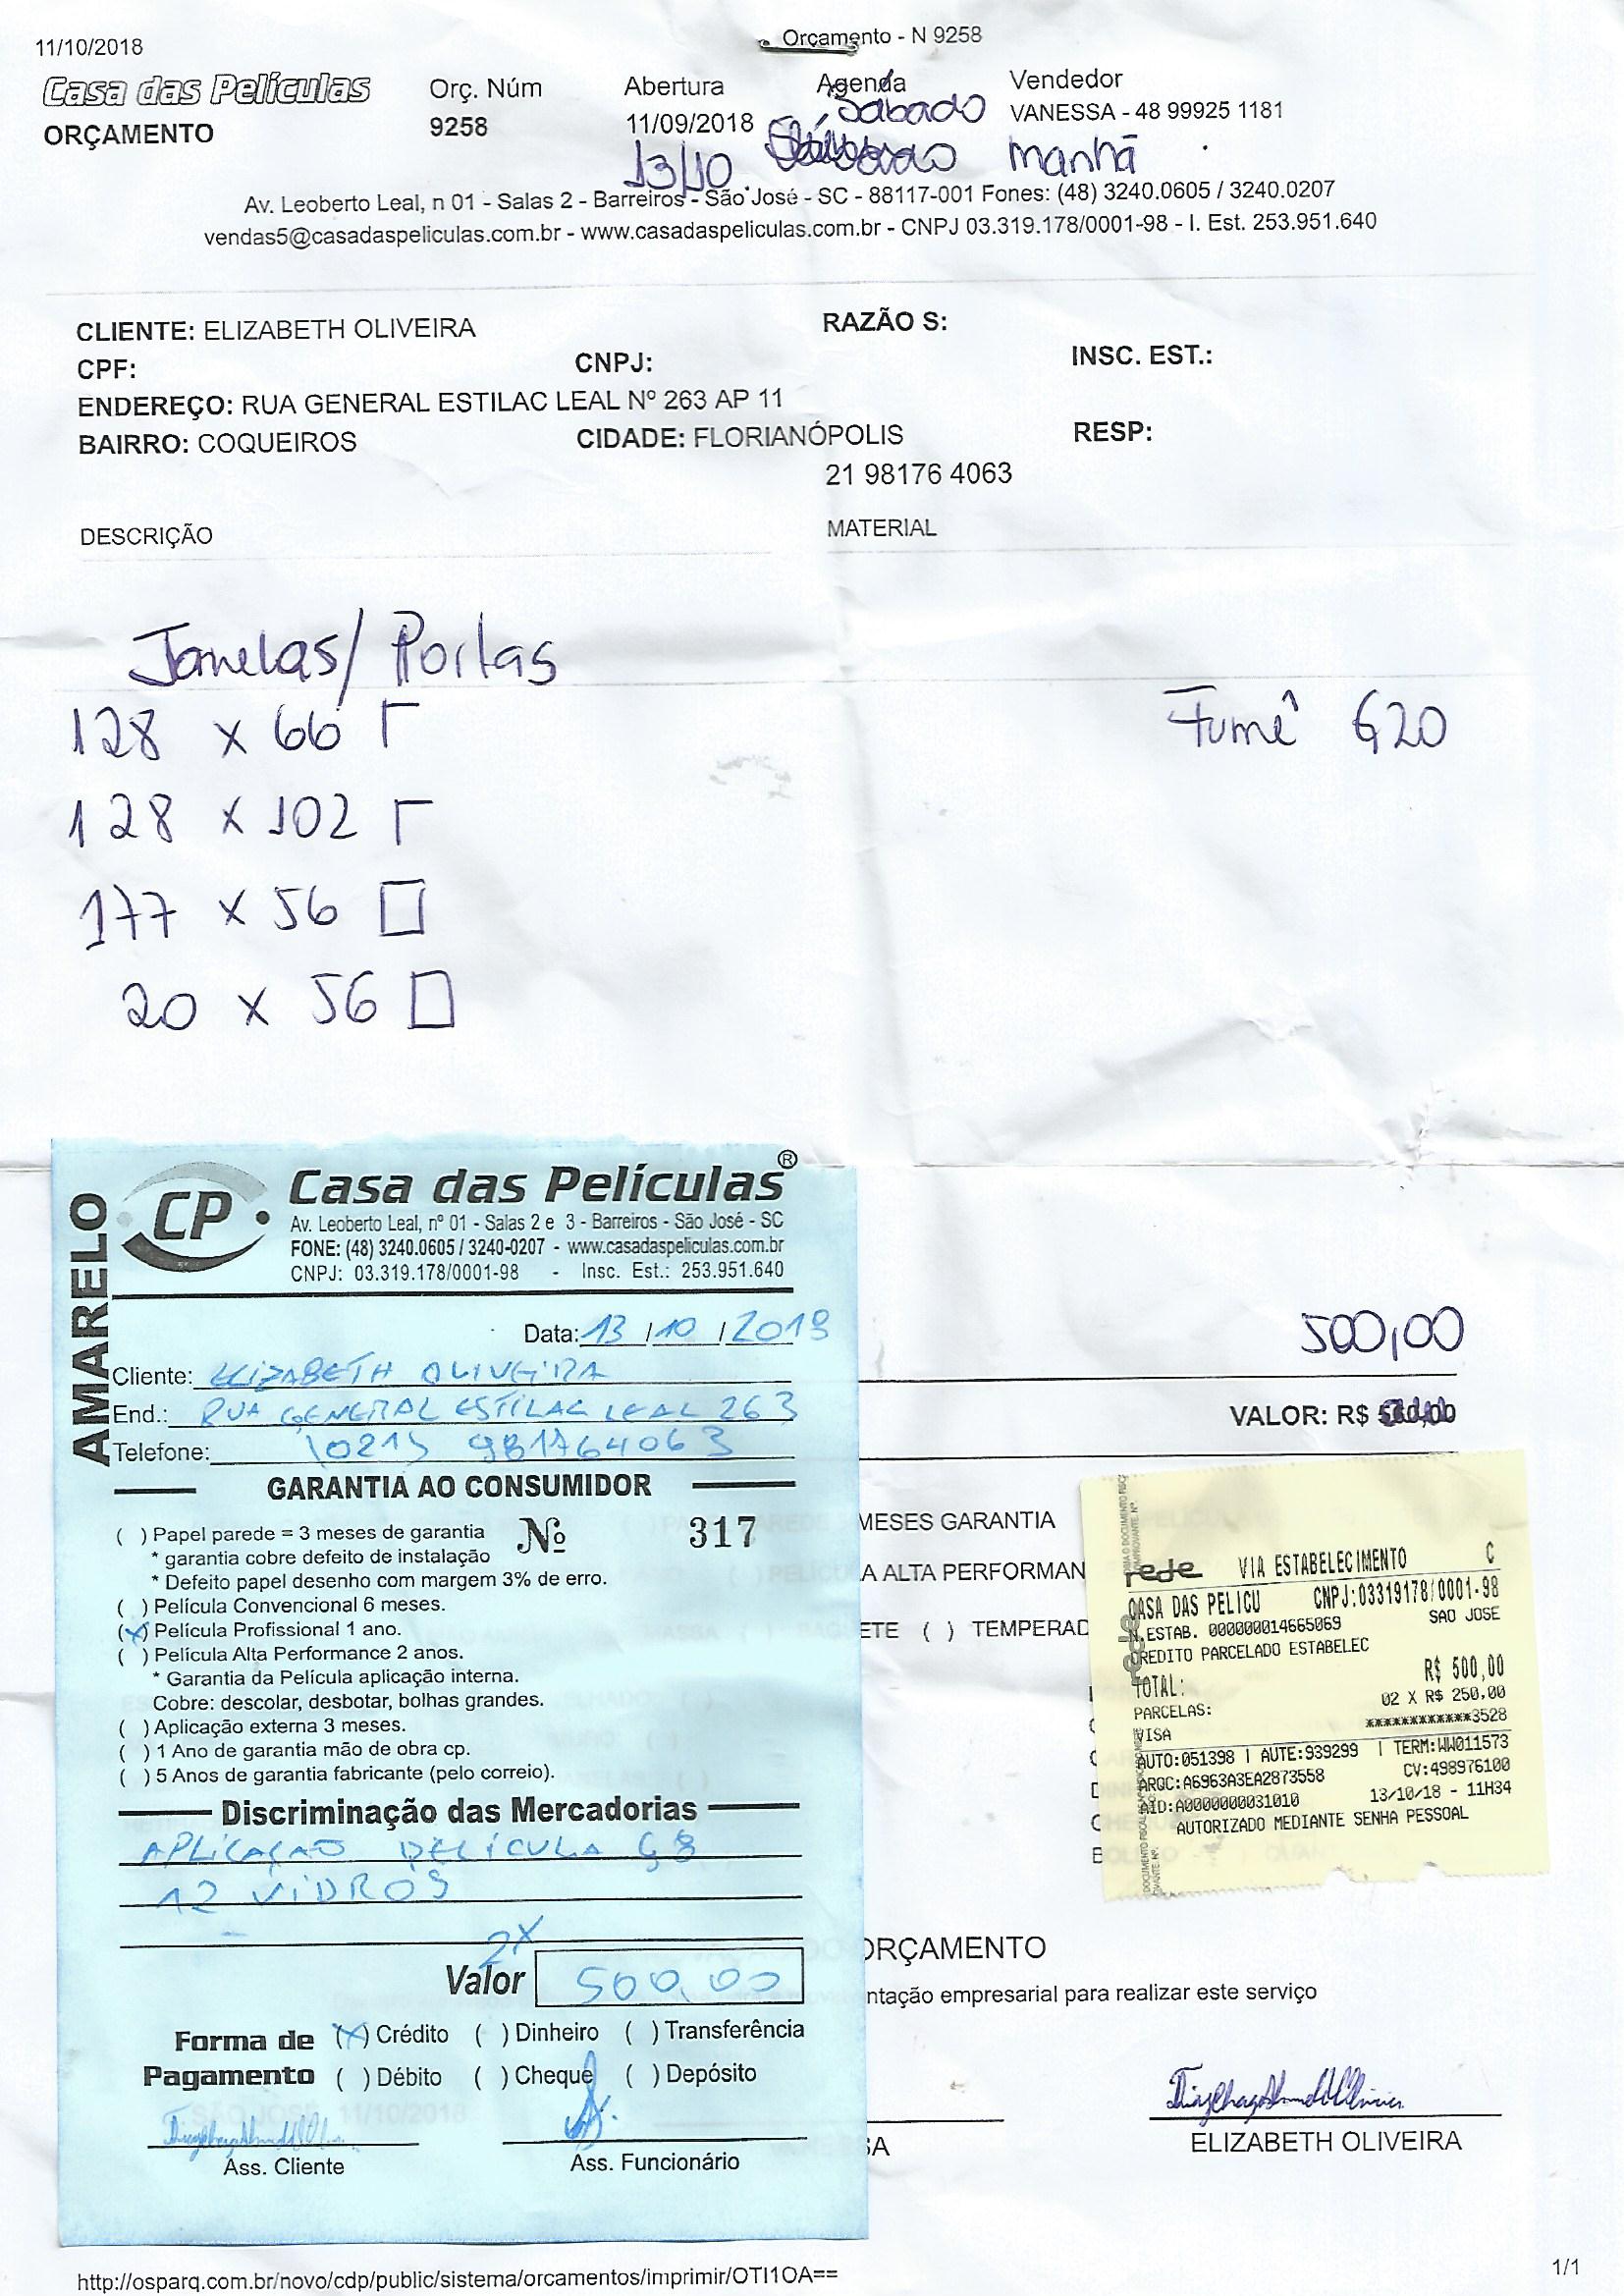 11/10/2018
Orçamento - N 9258
Casa das Películas
Orç. Núm
Abertura
Agenda
Vendedor
ORÇAMENTO
9258
11/09/2018
Sábado
VANESSA - 48 99925 1181
13/10
manhã
Av. Leoberto Leal, n 01 - Salas 2 - Barreiros - São José - SC - 88117-001 Fones: (48) 3240.0605 / 3240.0207
vendas5@casadaspeliculas.com.br - www.casadaspeliculas.com.br - CNPJ 03.319.178/0001-98 - I. Est. 253.951.640
CLIENTE: ELIZABETH OLIVEIRA
RAZÃO S:
CPF:
CNPJ:
INSC. EST.:
ENDEREÇO: RUA GENERAL ESTILAC LEAL Nº 263 AP 11
BAIRRO: COQUEIROS
CIDADE: FLORIANÓPOLIS
RESP:
21 98176 4063
DESCRIÇÃO
MATERIAL
Janelas/ Portas
128 x 66
Fumê G20
128 x 102
177 x 56
20 x 56
AMARELO
CP
Casa das Películas®
Av. Leoberto Leal, nº 01 - Salas 2 e 3 - Barreiros - São José - SC
FONE: (48) 3240.0605 / 3240-0207 - www.casadaspeliculas.com.br
CNPJ: 03.319.178/0001-98 - Insc. Est.: 253.951.640
Data: 13/10/2018
Cliente: ELIZABETH OLIVEIRA
End.: RUA GENERAL ESTILAC LEAL 263
Telefone: (021) 981764063
GARANTIA AO CONSUMIDOR
( ) Papel parede = 3 meses de garantia
Nº 317
* garantia cobre defeito de instalação
* Defeito papel desenho com margem 3% de erro.
( ) Película Convencional 6 meses.
(x) Película Profissional 1 ano.
( ) Película Alta Performance 2 anos.
* Garantia da Película aplicação interna.
Cobre: descolar, desbotar, bolhas grandes.
( ) Aplicação externa 3 meses.
( ) 1 Ano de garantia mão de obra cp.
( ) 5 Anos de garantia fabricante (pelo correio).
Discriminação das Mercadorias
APLICAÇÃO PELÍCULA
12 VIDROS
2x
Valor 500,00
Forma de Pagamento
(x) Crédito ( ) Dinheiro ( ) Transferência
( ) Débito ( ) Cheque ( ) Depósito
Ass. Cliente
Ass. Funcionário
500,00
VALOR: R$
MESES GARANTIA
A ALTA PERFORMAN
ETE ( ) TEMPERAD
rede VIA ESTABELECIMENTO C
CASA DAS PELICU CNPJ:03319178/0001-98
N.ESTAB. 000000014665069 SAO JOSE
CREDITO PARCELADO ESTABELEC
TOTAL: R$ 500,00
PARCELAS: 02 X R$ 250,00
VISA ************3528
AUTO:051398 | AUTE:939299 | TERM:WW011573
ARQC:A6963A3EA2873558 CV:498976100
AID:A0000000031010 13/10/18 - 11H34
AUTORIZADO MEDIANTE SENHA PESSOAL
ORÇAMENTO
ntação empresarial para realizar este serviço
SA
ELIZABETH OLIVEIRA
http://osparq.com.br/novo/cdp/public/sistema/orcamentos/imprimir/OTI1OA==
1/1